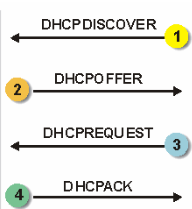 DHCPDISCOVER
1
DHCPOFFER
2
DHCPREQUEST
3
DHCPACK
4